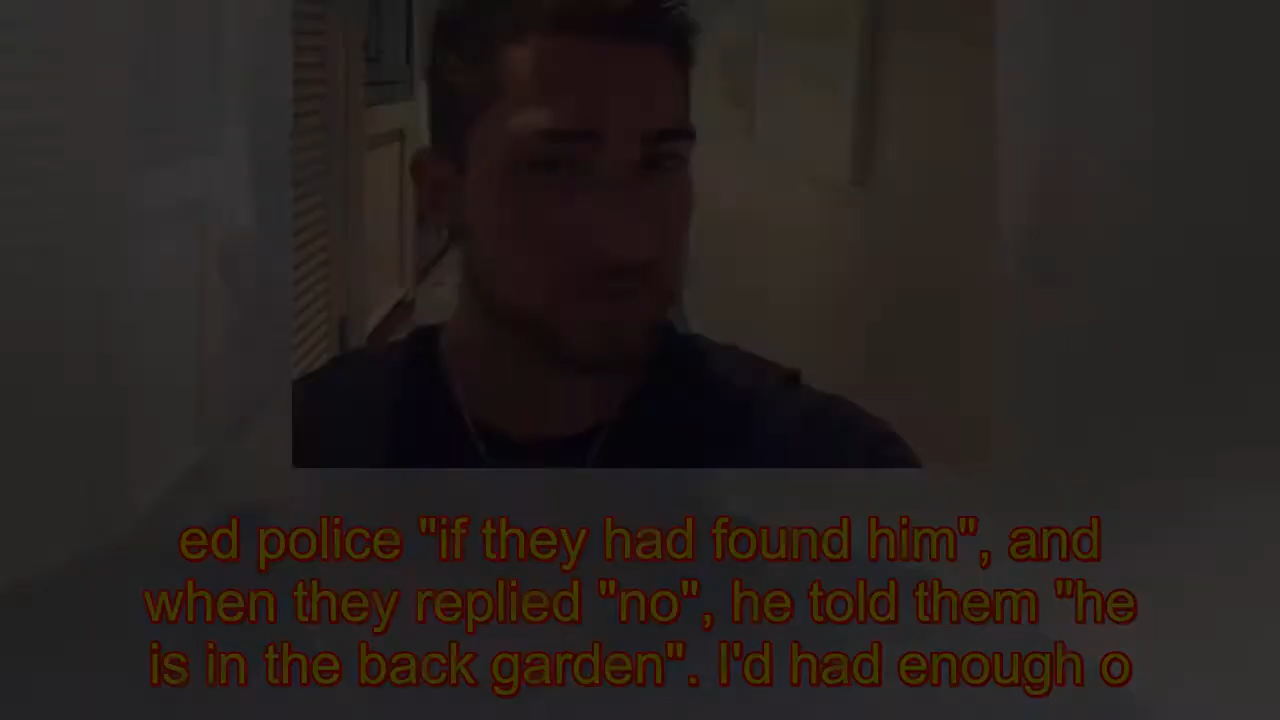 ed police "if they had found him", and
when they replied "no", he told them "he
is in the back garden". I'd had enough o